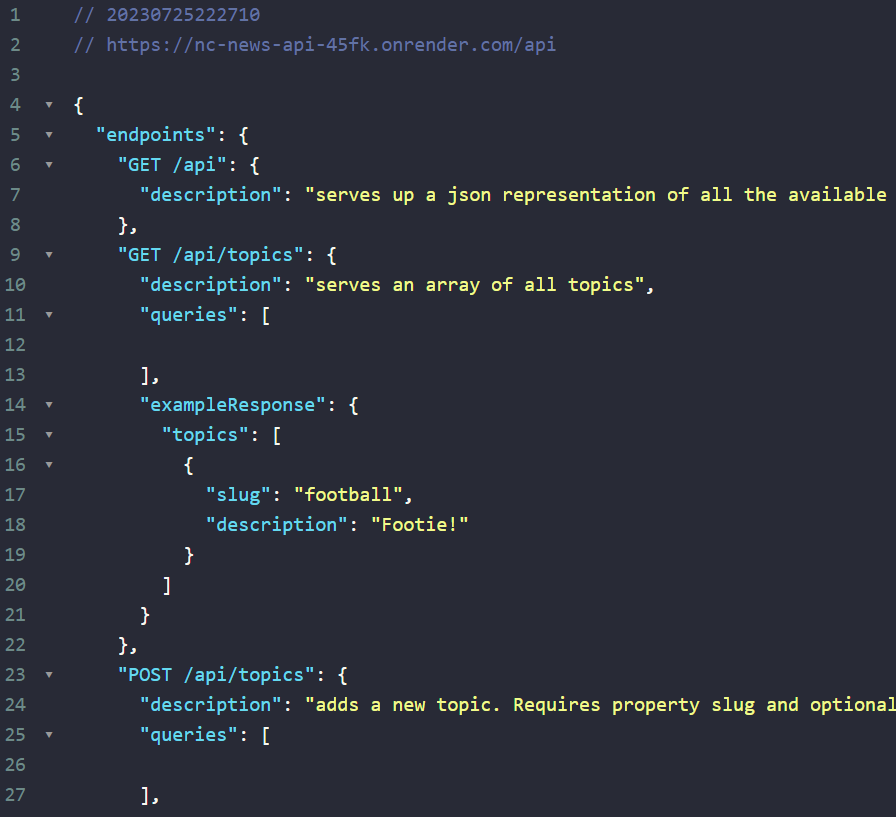 1 // 20230725222710
2 // https://nc-news-api-45fk.onrender.com/api
3
4 {
5 "endpoints": {
6 "GET /api": {
7 "description": "serves up a json representation of all the available
8 },
9 "GET /api/topics": {
10 "description": "serves an array of all topics",
11 "queries": [
12
13 ],
14 "exampleResponse": {
15 "topics": [
16 {
17 "slug": "football",
18 "description": "Footie!"
19 }
20 ]
21 }
22 },
23 "POST /api/topics": {
24 "description": "adds a new topic. Requires property slug and optional
25 "queries": [
26
27 ],